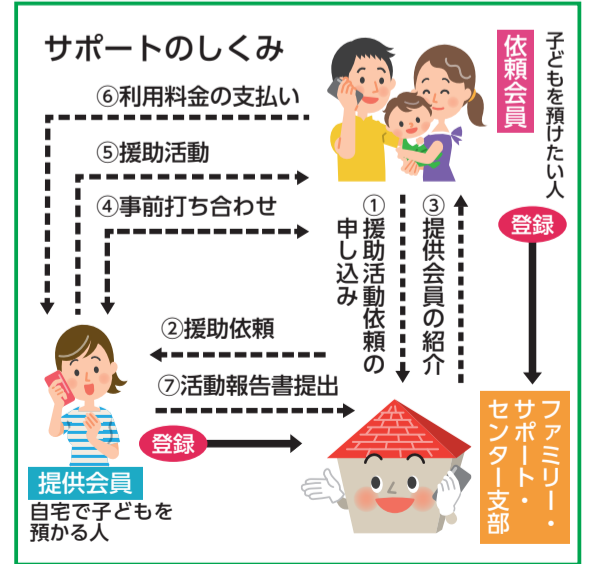 サポートのしくみ
依頼会員
子どもを預けたい人
⑥利用料金の支払い
⑤援助活動
④事前打ち合わせ
①援助活動依頼の
申し込み
③提供会員の紹介
登録
②援助依頼
⑦活動報告書提出
登録
提供会員
自宅で子どもを
預かる人
ファミリー・
サポート・
センター支部